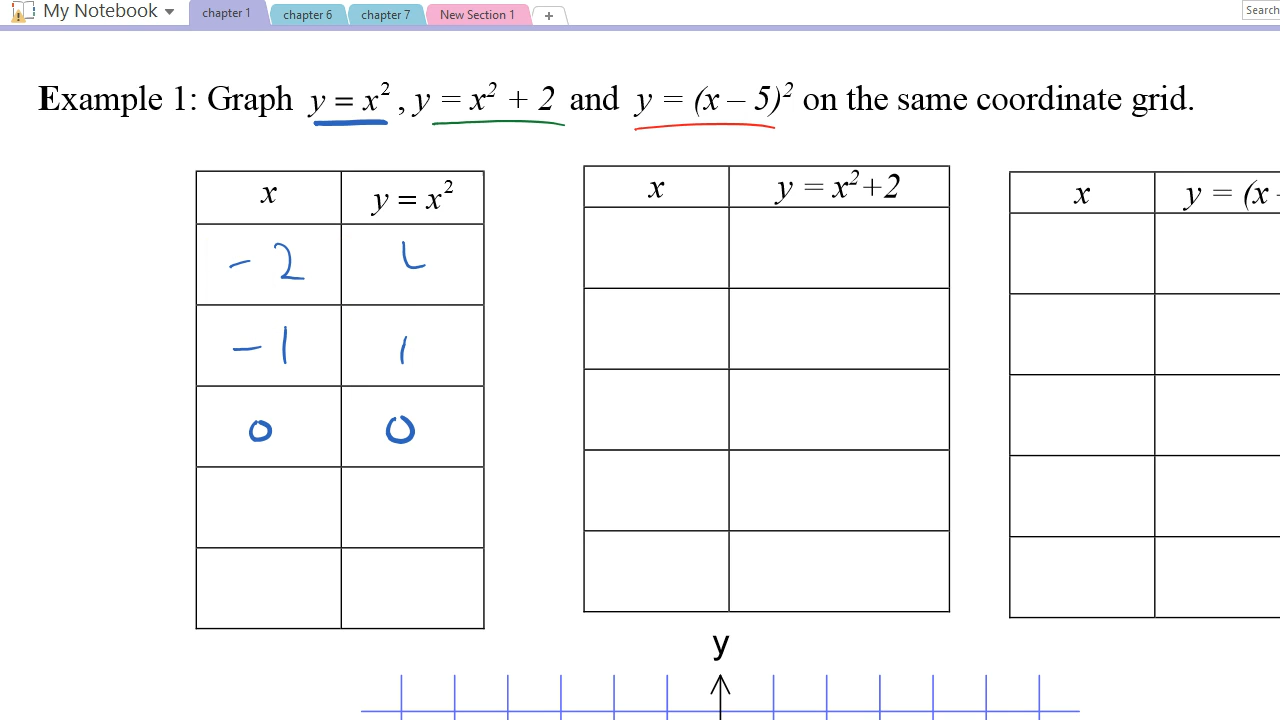 My Notebook chapter 1 chapter 6 chapter 7 New Section 1 + Search
Example 1: Graph y = x² , y = x² + 2 and y = (x – 5)² on the same coordinate grid.
x y = x²
x y = x²+2
x y = (x -
-2
-1 1
0 0
y